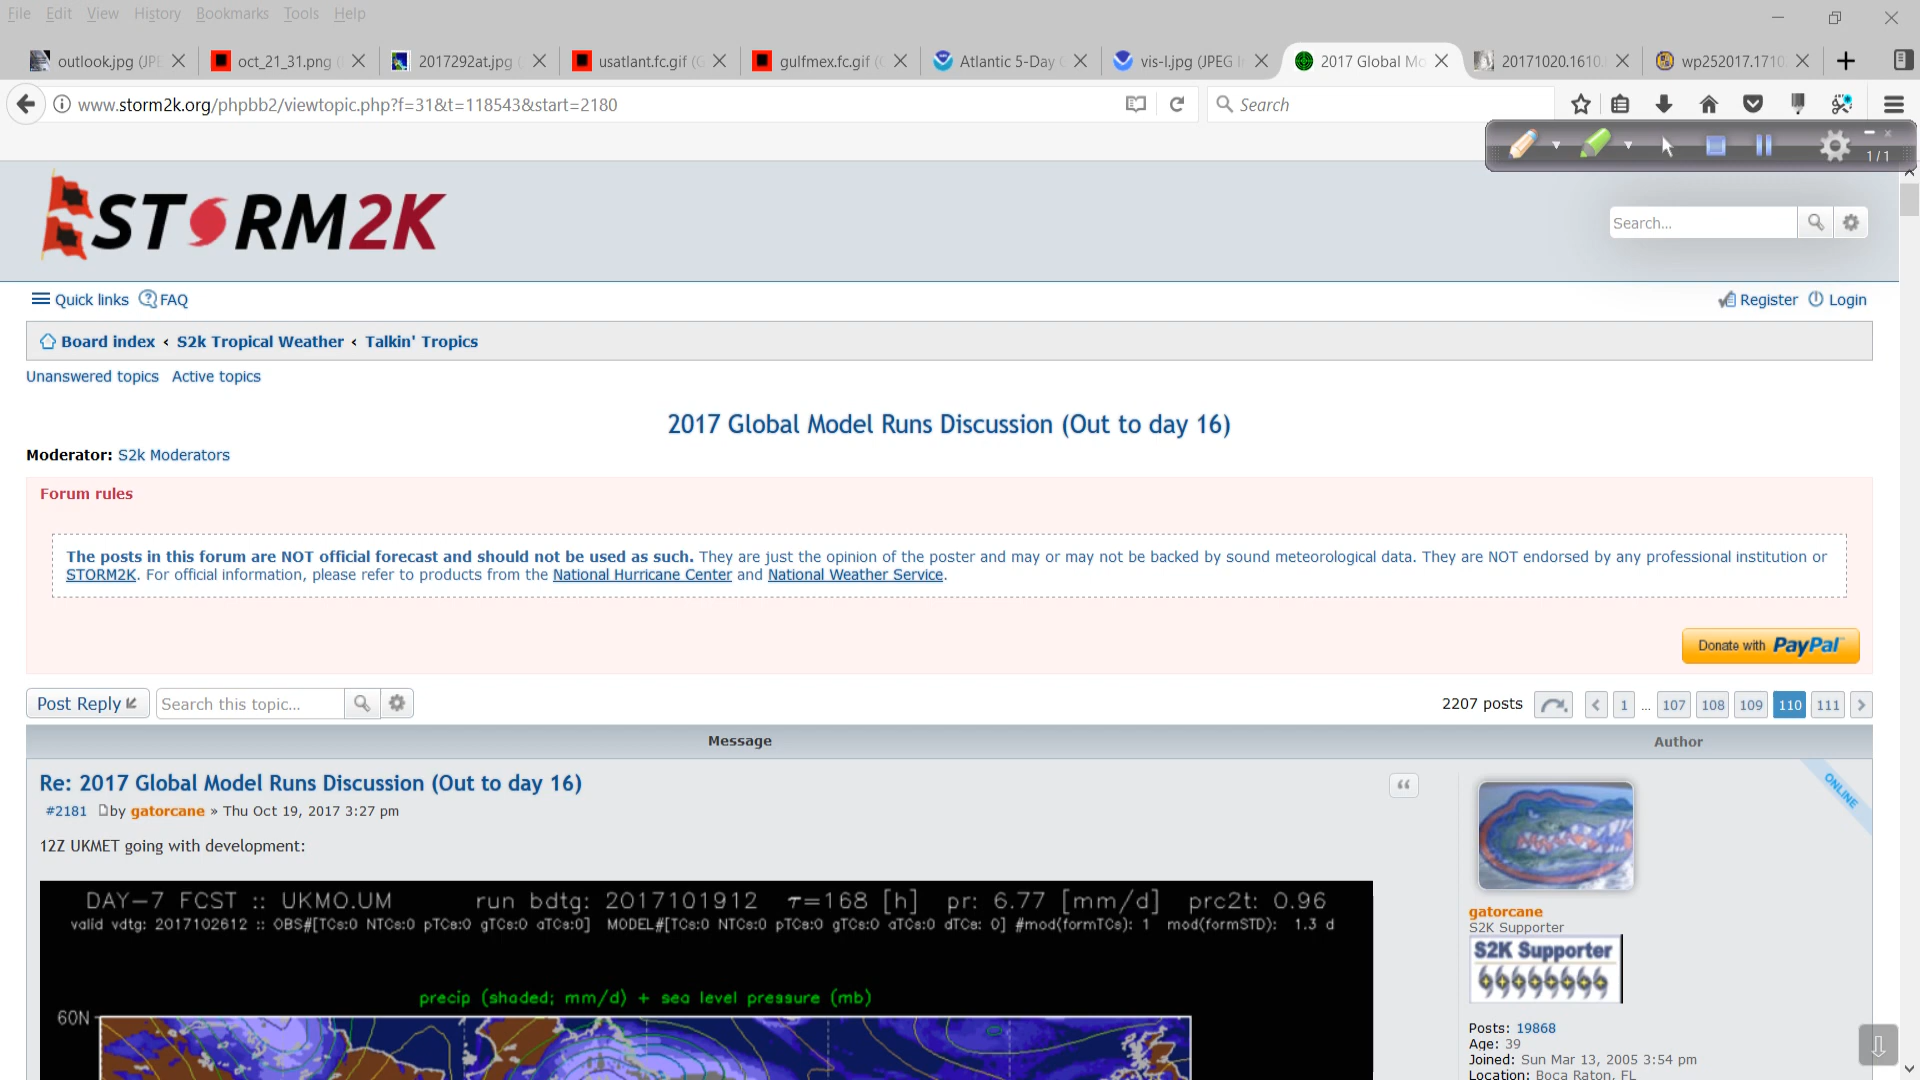 File Edit View History Bookmarks Tools Help
outlook.jpg (JPE oct_21_31.png ( 2017292at.jpg ( usatlant.fc.gif (G gulfmex.fc.gif (G Atlantic 5-Day G vis-l.jpg (JPEG I 2017 Global Mo 20171020.1610. wp252017.1710.
www.storm2k.org/phpbb2/viewtopic.php?f=31&t=118543&start=2180 Search
1/1
STORM2K
Search...
Quick links FAQ Register Login
Board index ‹ S2k Tropical Weather ‹ Talkin' Tropics
Unanswered topics Active topics
2017 Global Model Runs Discussion (Out to day 16)
Moderator: S2k Moderators
Forum rules
The posts in this forum are NOT official forecast and should not be used as such. They are just the opinion of the poster and may or may not be backed by sound meteorological data. They are NOT endorsed by any professional institution or
STORM2K. For official information, please refer to products from the National Hurricane Center and National Weather Service.
Donate with PayPal
Post Reply Search this topic... 2207 posts 1 ... 107 108 109 110 111
Message Author
Re: 2017 Global Model Runs Discussion (Out to day 16)
#2181 by gatorcane » Thu Oct 19, 2017 3:27 pm
12Z UKMET going with development:
ONLINE
DAY-7 FCST :: UKMO.UM run bdtg: 2017101912 τ=168 [h] pr: 6.77 [mm/d] prc2t: 0.96
valid vdtg: 2017102612 :: OBS#[TCs:0 NTCs:0 pTCs:0 gTCs:0 aTCs:0] MODEL#[TCs:0 NTCs:0 pTCs:0 gTCs:0 aTCs:0 dTCs: 0] #mod(formTCs): 1 mod(formSTD): 1.3 d
precip (shaded; mm/d) + sea level pressure (mb)
60N
gatorcane
S2K Supporter
S2K Supporter
Posts: 19868
Age: 39
Joined: Sun Mar 13, 2005 3:54 pm
Location: Boca Raton, FL